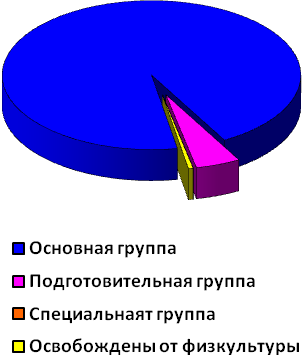 Основная группа
Подготовительная группа
Специальнаят группа
Освобождены от физкультуры